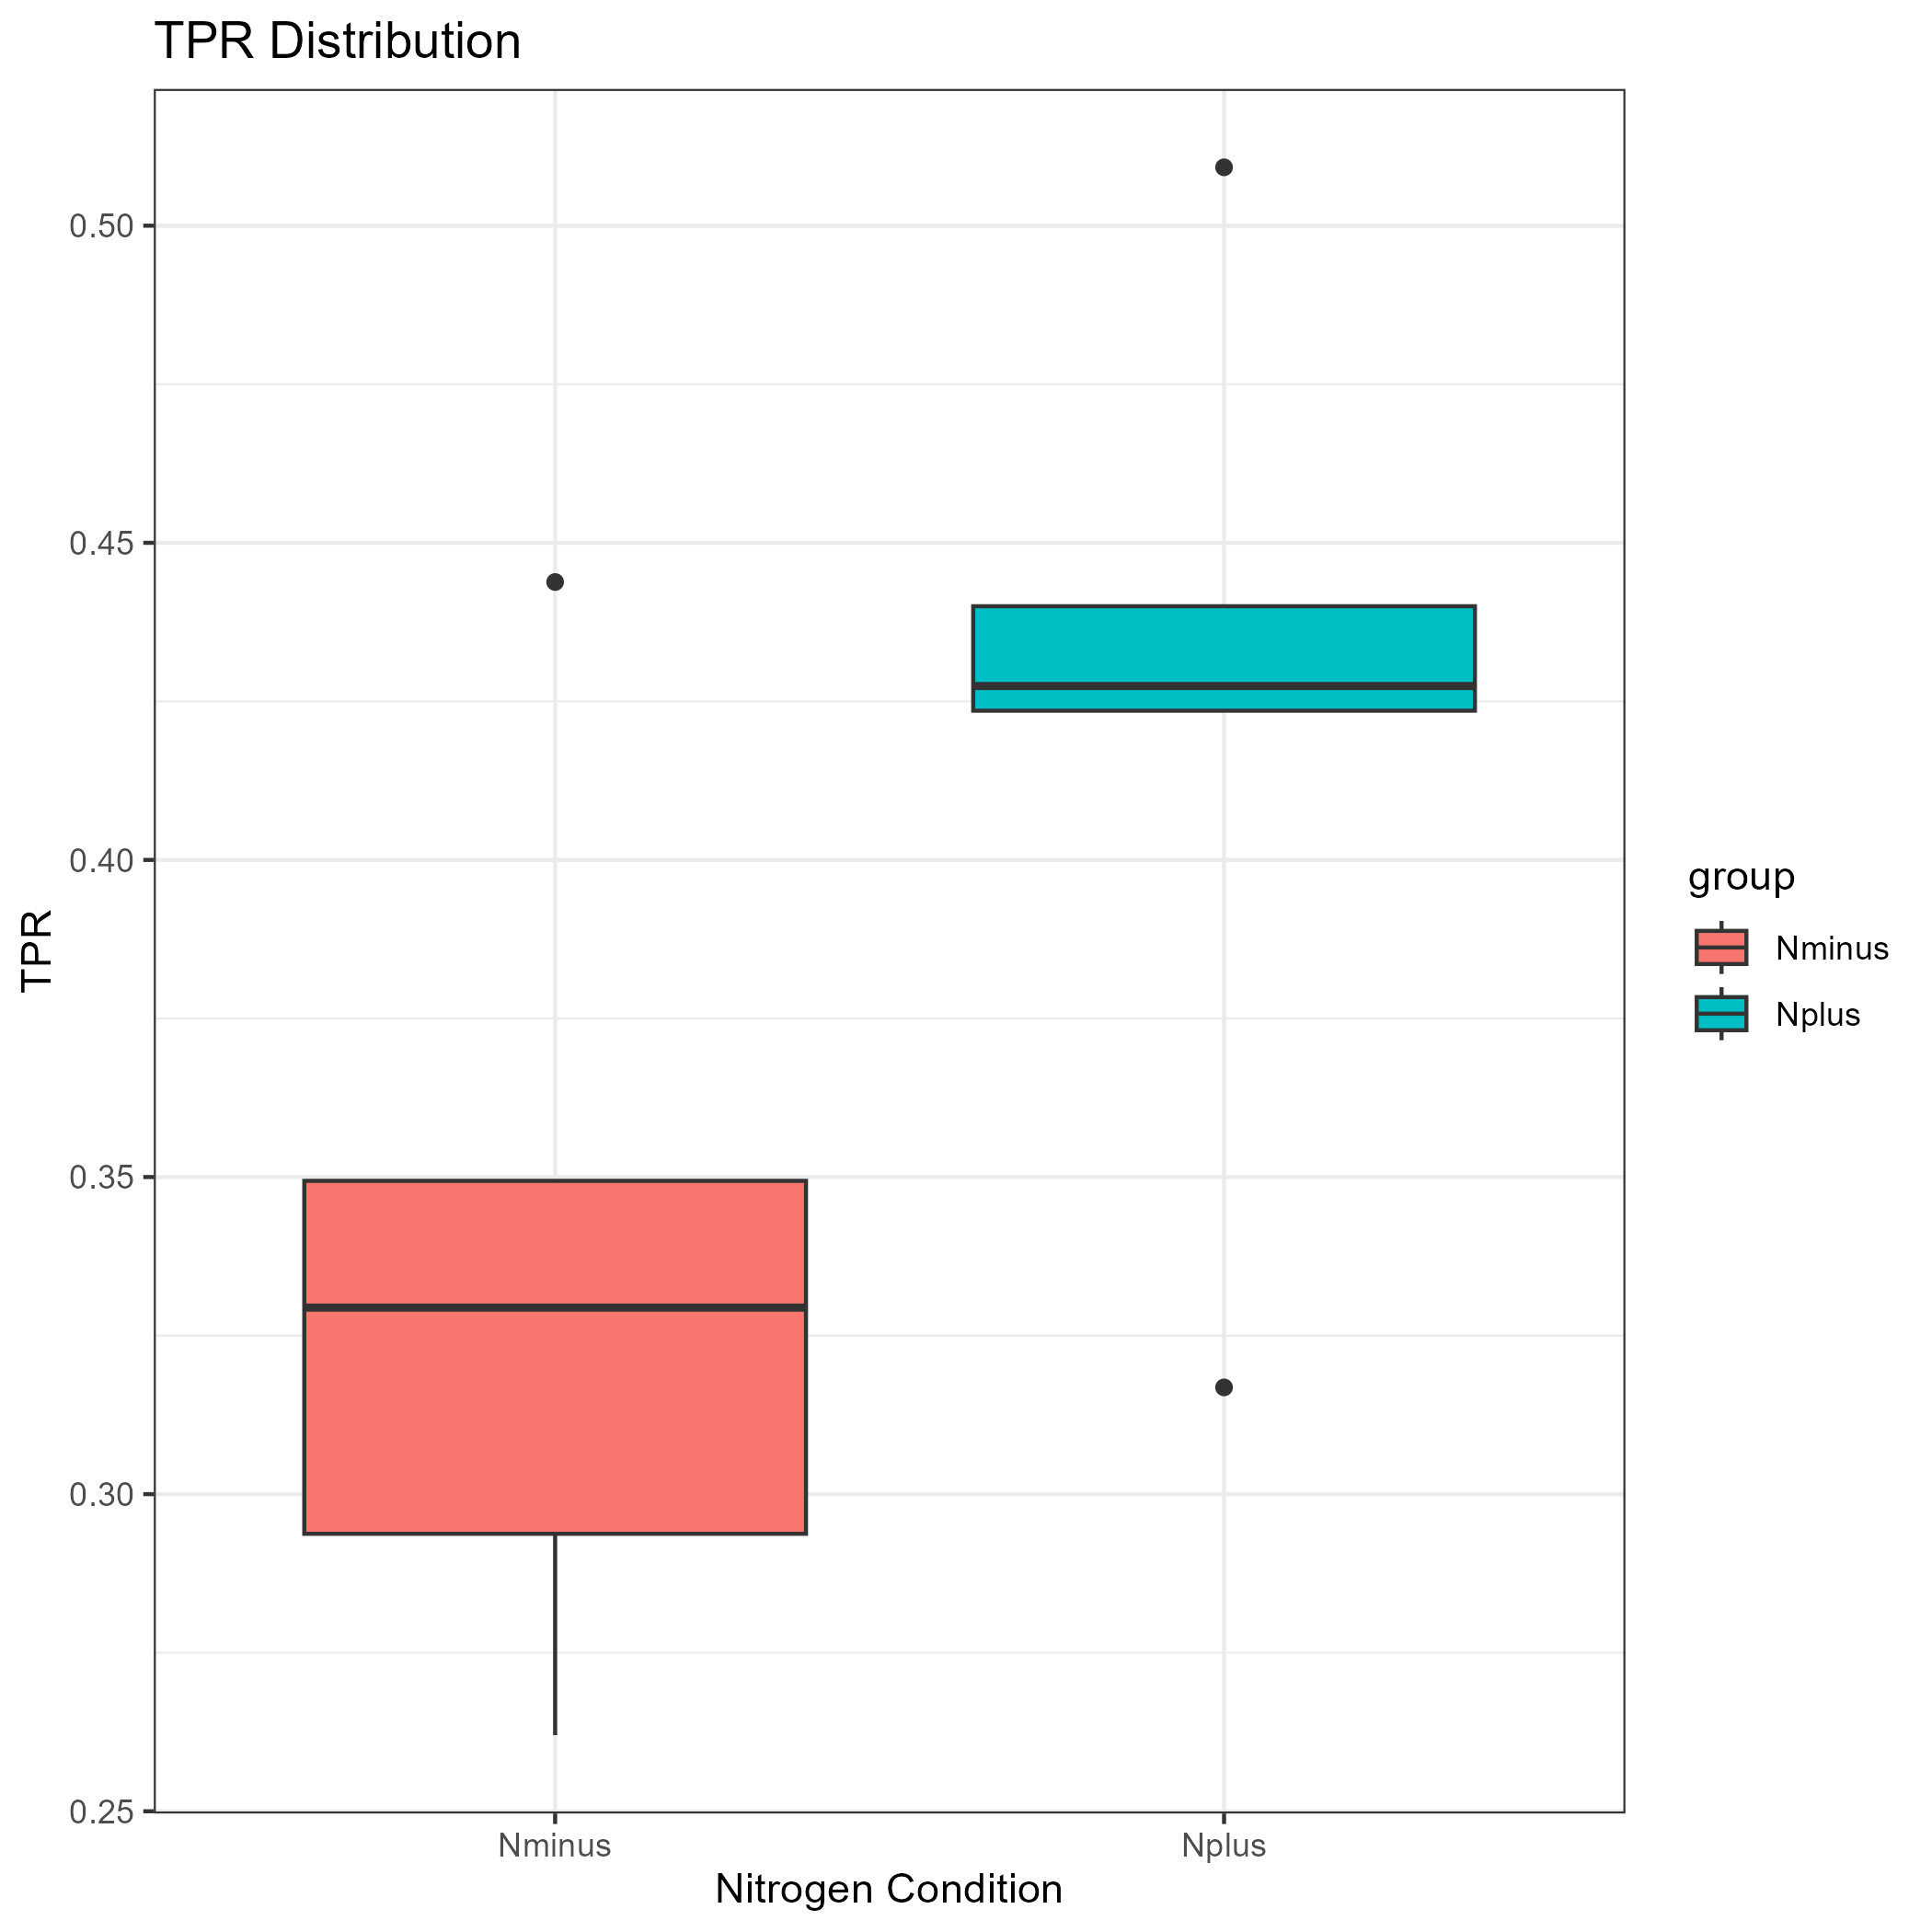 TPR Distribution
TPR
0.50
0.45
0.40
0.35
0.30
0.25
Nminus
Nplus
Nitrogen Condition
group
Nminus
Nplus